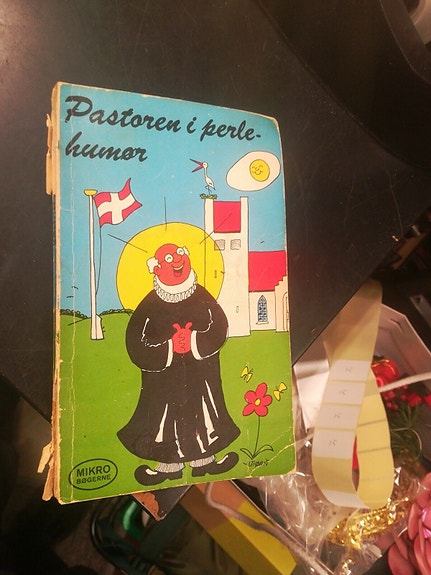 Pastoren i perle-
humør
MIKRO
BØGERNE